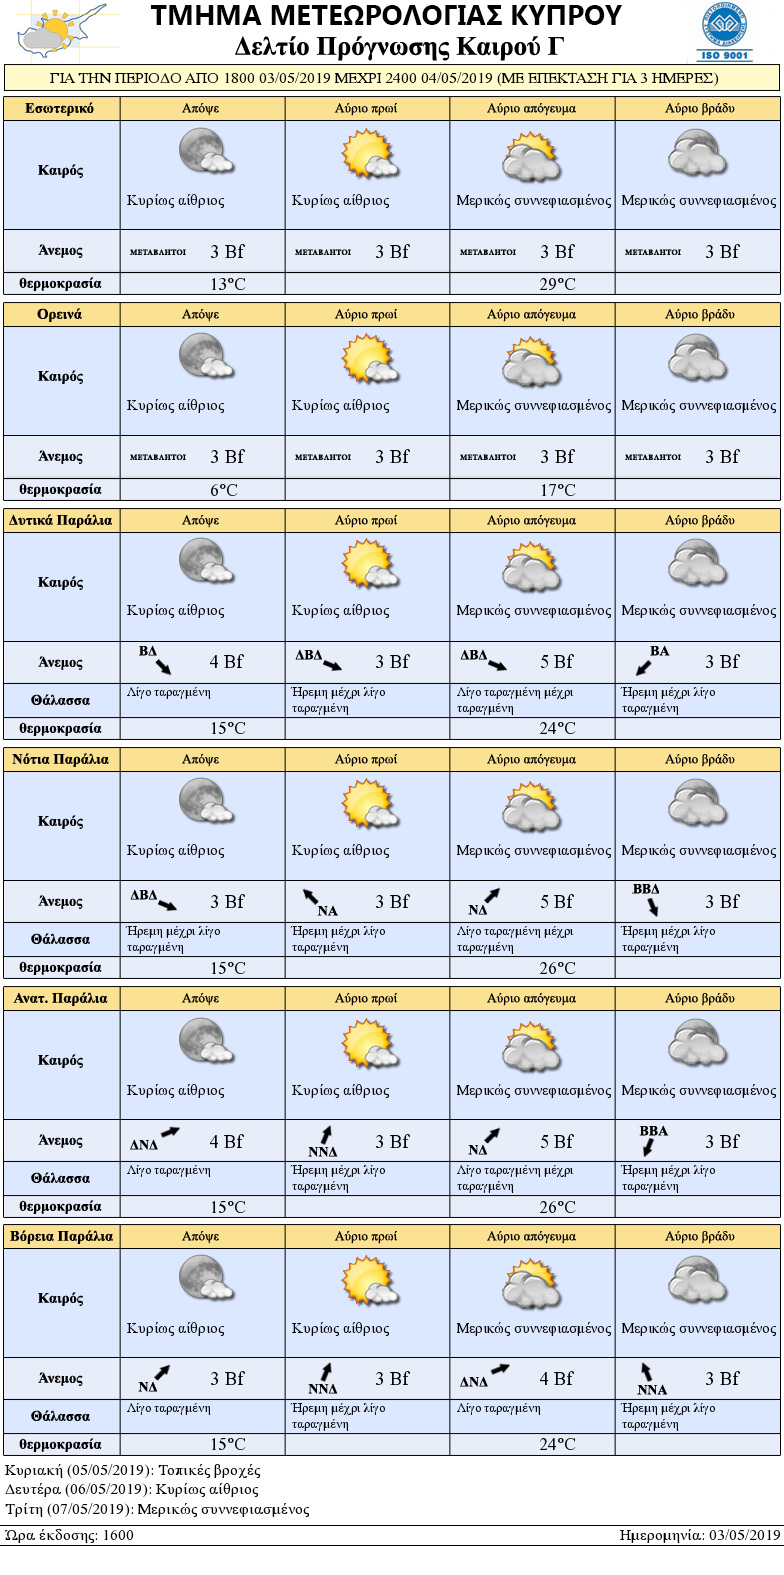 ΤΜΗΜΑ ΜΕΤΕΩΡΟΛΟΓΙΑΣ ΚΥΠΡΟΥ
Δελτίο Πρόγνωσης Καιρού Γ
ISO 9001
ΓΙΑ ΤΗΝ ΠΕΡΙΟΔΟ ΑΠΟ 1800 03/05/2019 ΜΕΧΡΙ 2400 04/05/2019 (ΜΕ ΕΠΕΚΤΑΣΗ ΓΙΑ 3 ΗΜΕΡΕΣ)
Εσωτερικό Απόψε Αύριο πρωί Αύριο απόγευμα Αύριο βράδυ
Καιρός
Κυρίως αίθριος Κυρίως αίθριος Μερικώς συννεφιασμένος Μερικώς συννεφιασμένος
Άνεμος ΜΕΤΑΒΛΗΤΟΙ 3 Bf ΜΕΤΑΒΛΗΤΟΙ 3 Bf ΜΕΤΑΒΛΗΤΟΙ 3 Bf ΜΕΤΑΒΛΗΤΟΙ 3 Bf
θερμοκρασία 13°C 29°C
Ορεινά Απόψε Αύριο πρωί Αύριο απόγευμα Αύριο βράδυ
Καιρός
Κυρίως αίθριος Κυρίως αίθριος Μερικώς συννεφιασμένος Μερικώς συννεφιασμένος
Άνεμος ΜΕΤΑΒΛΗΤΟΙ 3 Bf ΜΕΤΑΒΛΗΤΟΙ 3 Bf ΜΕΤΑΒΛΗΤΟΙ 3 Bf ΜΕΤΑΒΛΗΤΟΙ 3 Bf
θερμοκρασία 6°C 17°C
Δυτικά Παράλια Απόψε Αύριο πρωί Αύριο απόγευμα Αύριο βράδυ
Καιρός
Κυρίως αίθριος Κυρίως αίθριος Μερικώς συννεφιασμένος Μερικώς συννεφιασμένος
Άνεμος ΒΔ 4 Bf ΔΒΔ 3 Bf ΔΒΔ 5 Bf ΒΑ 3 Bf
Θάλασσα Λίγο ταραγμένη Ήρεμη μέχρι λίγο Λίγο ταραγμένη μέχρι Ήρεμη μέχρι λίγο
ταραγμένη ταραγμένη ταραγμένη
θερμοκρασία 15°C 24°C
Νότια Παράλια Απόψε Αύριο πρωί Αύριο απόγευμα Αύριο βράδυ
Καιρός
Κυρίως αίθριος Κυρίως αίθριος Μερικώς συννεφιασμένος Μερικώς συννεφιασμένος
Άνεμος ΔΒΔ 3 Bf ΝΑ 3 Bf ΝΔ 5 Bf ΒΒΔ 3 Bf
Θάλασσα Ήρεμη μέχρι λίγο Ήρεμη μέχρι λίγο Λίγο ταραγμένη μέχρι Ήρεμη μέχρι λίγο
ταραγμένη ταραγμένη ταραγμένη ταραγμένη
θερμοκρασία 15°C 26°C
Ανατ. Παράλια Απόψε Αύριο πρωί Αύριο απόγευμα Αύριο βράδυ
Καιρός
Κυρίως αίθριος Κυρίως αίθριος Μερικώς συννεφιασμένος Μερικώς συννεφιασμένος
Άνεμος ΔΝΔ 4 Bf ΝΝΔ 3 Bf ΝΔ 5 Bf ΒΒΑ 3 Bf
Θάλασσα Λίγο ταραγμένη Ήρεμη μέχρι λίγο Λίγο ταραγμένη μέχρι Ήρεμη μέχρι λίγο
ταραγμένη ταραγμένη ταραγμένη
θερμοκρασία 15°C 26°C
Βόρεια Παράλια Απόψε Αύριο πρωί Αύριο απόγευμα Αύριο βράδυ
Καιρός
Κυρίως αίθριος Κυρίως αίθριος Μερικώς συννεφιασμένος Μερικώς συννεφιασμένος
Άνεμος ΝΔ 3 Bf ΝΝΔ 3 Bf ΔΝΔ 4 Bf ΝΝΑ 3 Bf
Θάλασσα Λίγο ταραγμένη Ήρεμη μέχρι λίγο Λίγο ταραγμένη Ήρεμη μέχρι λίγο
ταραγμένη ταραγμένη
θερμοκρασία 15°C 24°C
Κυριακή (05/05/2019): Τοπικές βροχές
Δευτέρα (06/05/2019): Κυρίως αίθριος
Τρίτη (07/05/2019): Μερικώς συννεφιασμένος
Ώρα έκδοσης: 1600 Ημερομηνία: 03/05/2019